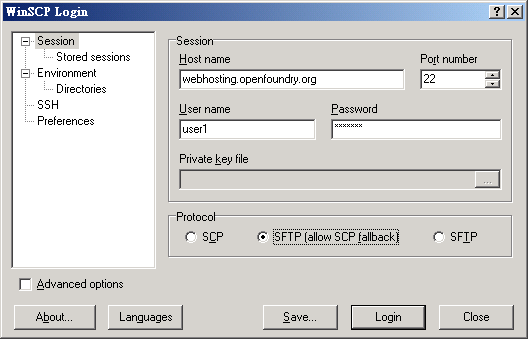 WinSCP Login
Session
Stored sessions
Environment
Directories
SSH
Preferences
Session
Host name
Port number
webhosting.openfoundry.org
22
User name
Password
user1
*******
Private key file
...
Protocol
SCP
SFTP (allow SCP fallback)
SFTP
Advanced options
About...
Languages
Save...
Login
Close